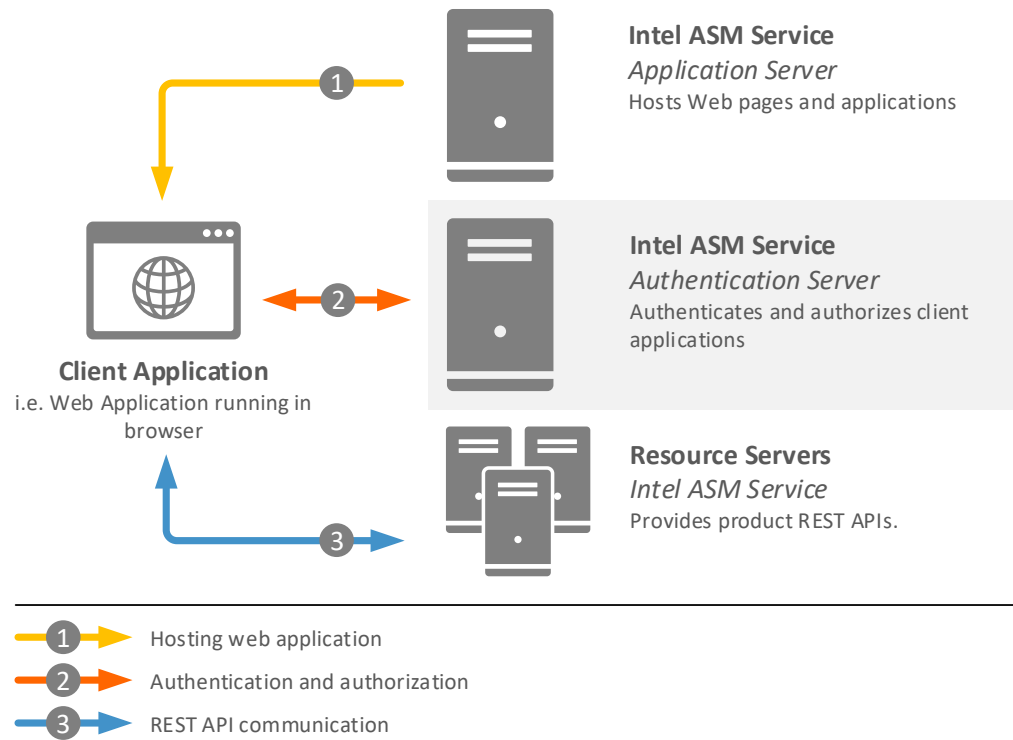 1
Intel ASM Service
Application Server
Hosts Web pages and applications
2
Intel ASM Service
Authentication Server
Authenticates and authorizes client
applications
Client Application
i.e. Web Application running in
browser
3
Resource Servers
Intel ASM Service
Provides product REST APIs.
1 Hosting web application
2 Authentication and authorization
3 REST API communication